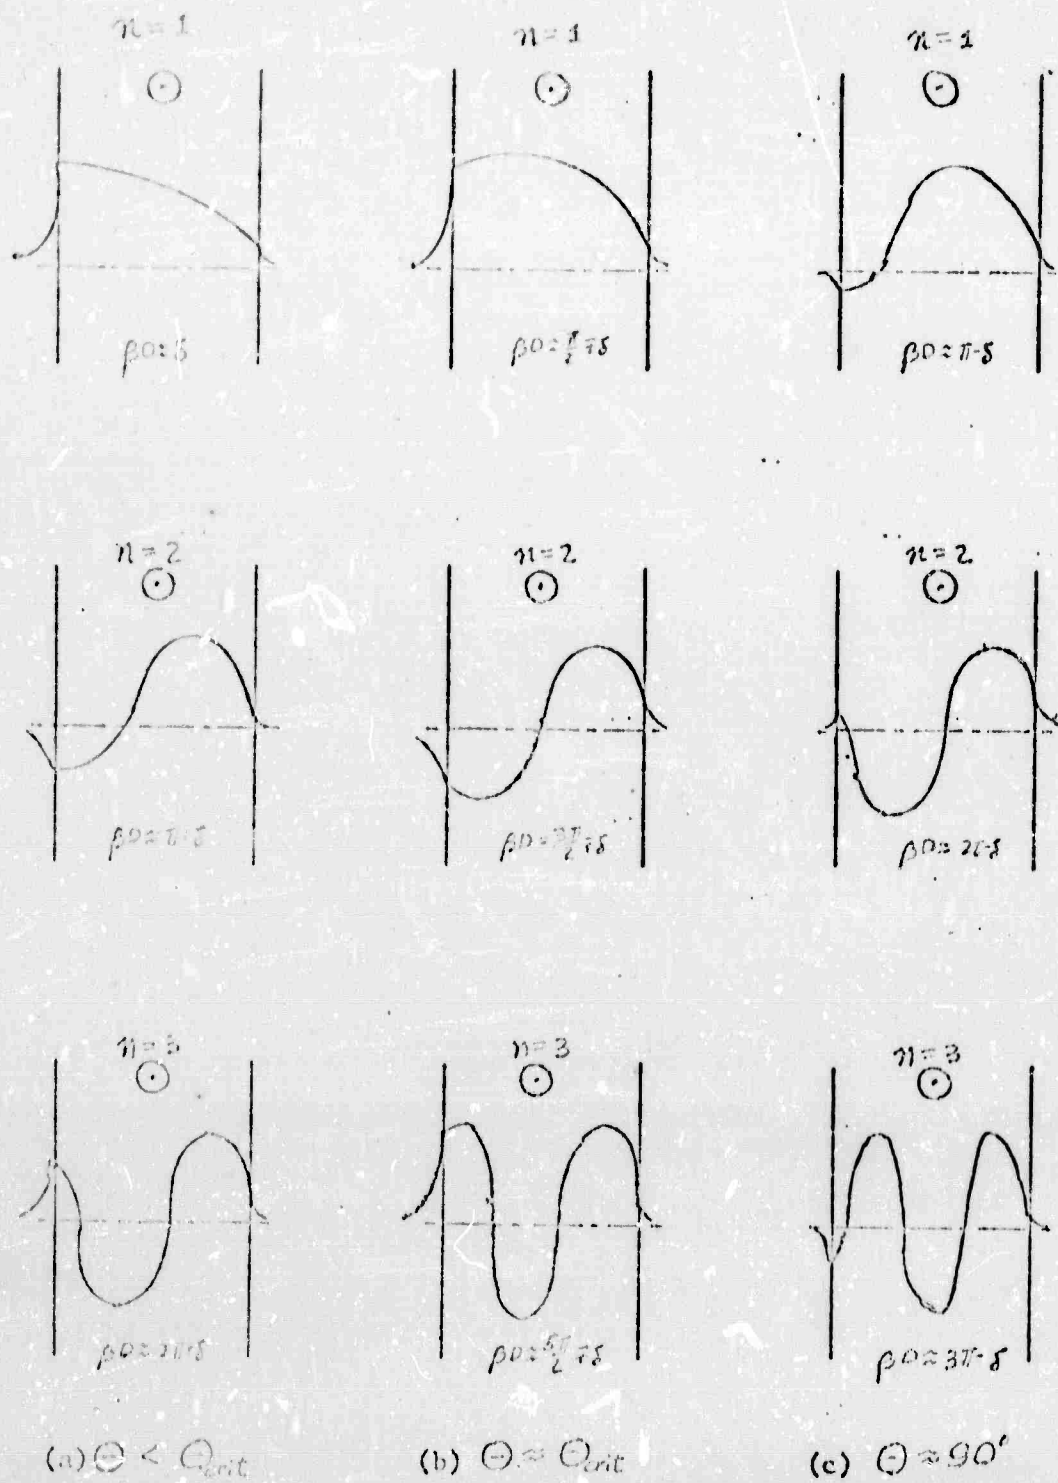 n = 1
n = 1
n = 1
βD ≈ δ
βD ≈ π/2 ∓ δ
βD ≈ π-δ
n = 2
n = 2
n = 2
βD ≈ π-δ
βD ≈ 3π/2 ∓ δ
βD ≈ 2π-δ
n = 3
n = 3
n = 3
βD ≈ 2π-δ
βD ≈ 5π/2 ∓ δ
βD ≈ 3π-δ
(a) Θ < Θcrit
(b) Θ ≈ Θcrit
(c) Θ ≈ 90°